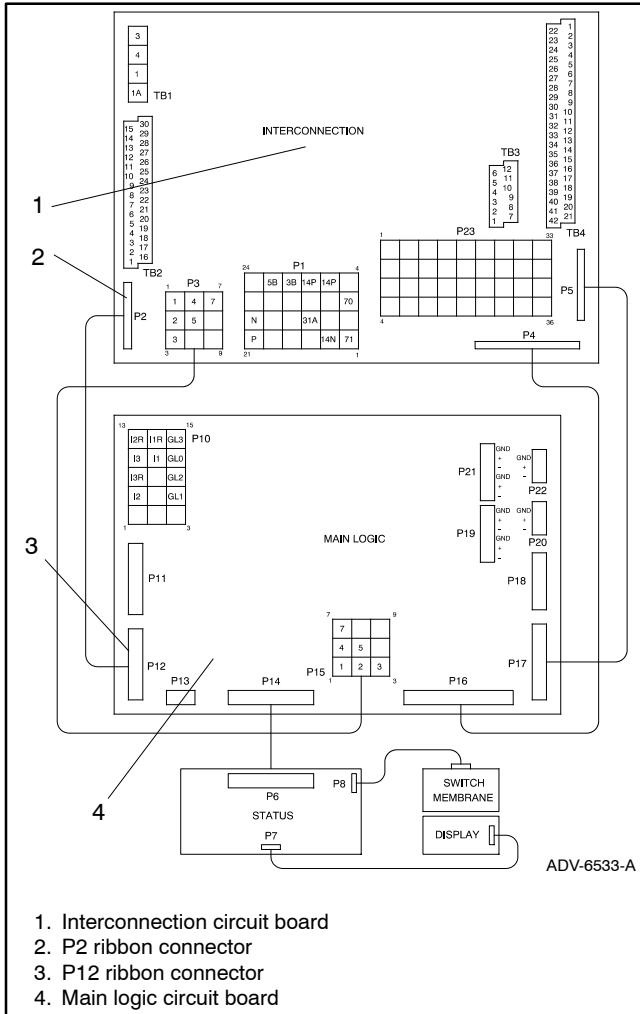 3
4
1
1A TB1
INTERCONNECTION
15 30
14 29
13 28
12 27
11 26
10 25
9 24
8 23
7 22
6 21
5 20
4 19
3 18
2 17
1 16
TB2
22 1
23 2
24 3
25 4
26 5
27 6
28 7
29 8
30 9
31 10
32 11
33 12
34 13
35 14
36 15
37 16
38 17
39 18
40 19
41 20
42 21
TB4
TB3
6 12
5 11
4 10
3 9
2 8
1 7
1
2
P2
P3
1 7
1 4 7
2 5
3
3 9
P1
24 4
5B 3B 14P 14P
70
N 31A
P 14N 71
21 1
P23
1 33
4 36
P5
P4
13 15
I2R I1R GL3 P10
I3 I1 GL0
I3R GL2
I2 GL1
1 3
MAIN LOGIC
P21
GND
+
-
GND
+
-
GND
+
-
P22
P19
GND
+
-
GND
+
-
GND
+
-
P20
3
P11
P18
P12
P17
7 9
7
4 5
1 2 3
P15
1 3
P13
P14
P16
4
P6
P8
STATUS
P7
SWITCH
MEMBRANE
DISPLAY
ADV-6533-A
1. Interconnection circuit board
2. P2 ribbon connector
3. P12 ribbon connector
4. Main logic circuit board